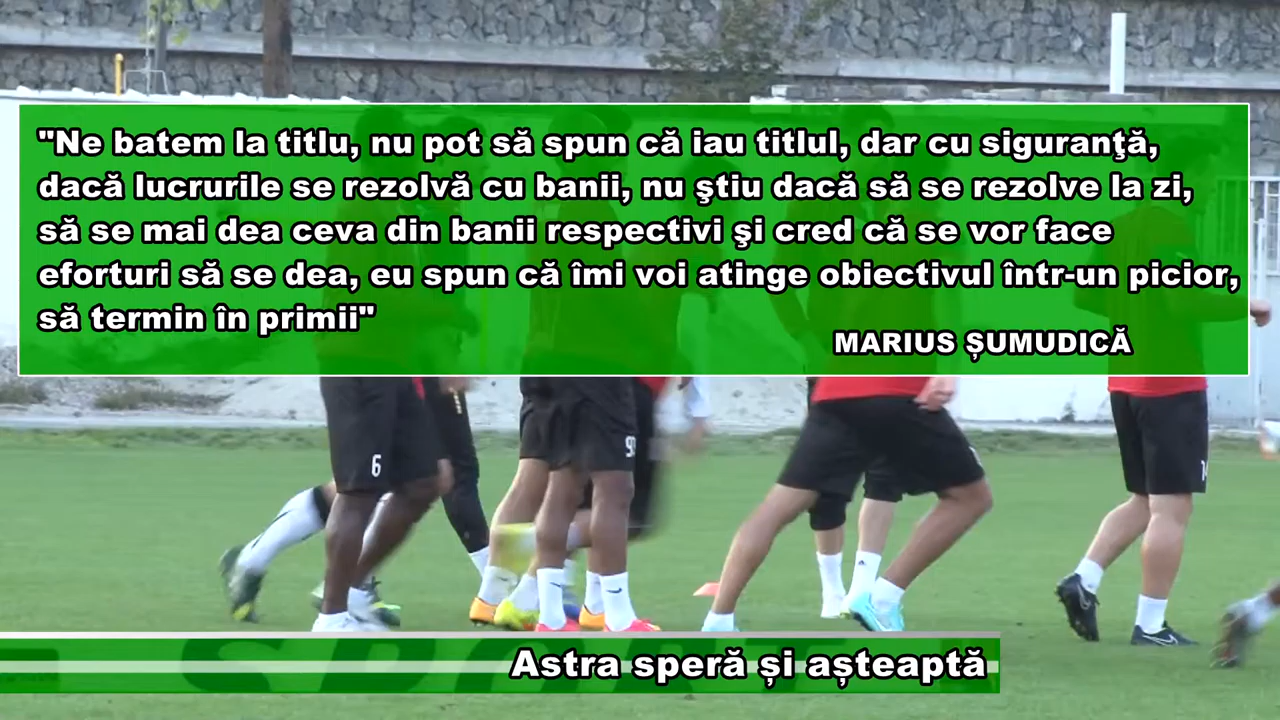 "Ne batem la titlu, nu pot să spun că iau titlul, dar cu siguranţă,
dacă lucrurile se rezolvă cu banii, nu ştiu dacă să se rezolve la zi,
să se mai dea ceva din banii respectivi şi cred că se vor face
eforturi să se dea, eu spun că îmi voi atinge obiectivul într-un picior,
să termin în primii"
MARIUS ȘUMUDICĂ
6
Astra speră și așteaptă